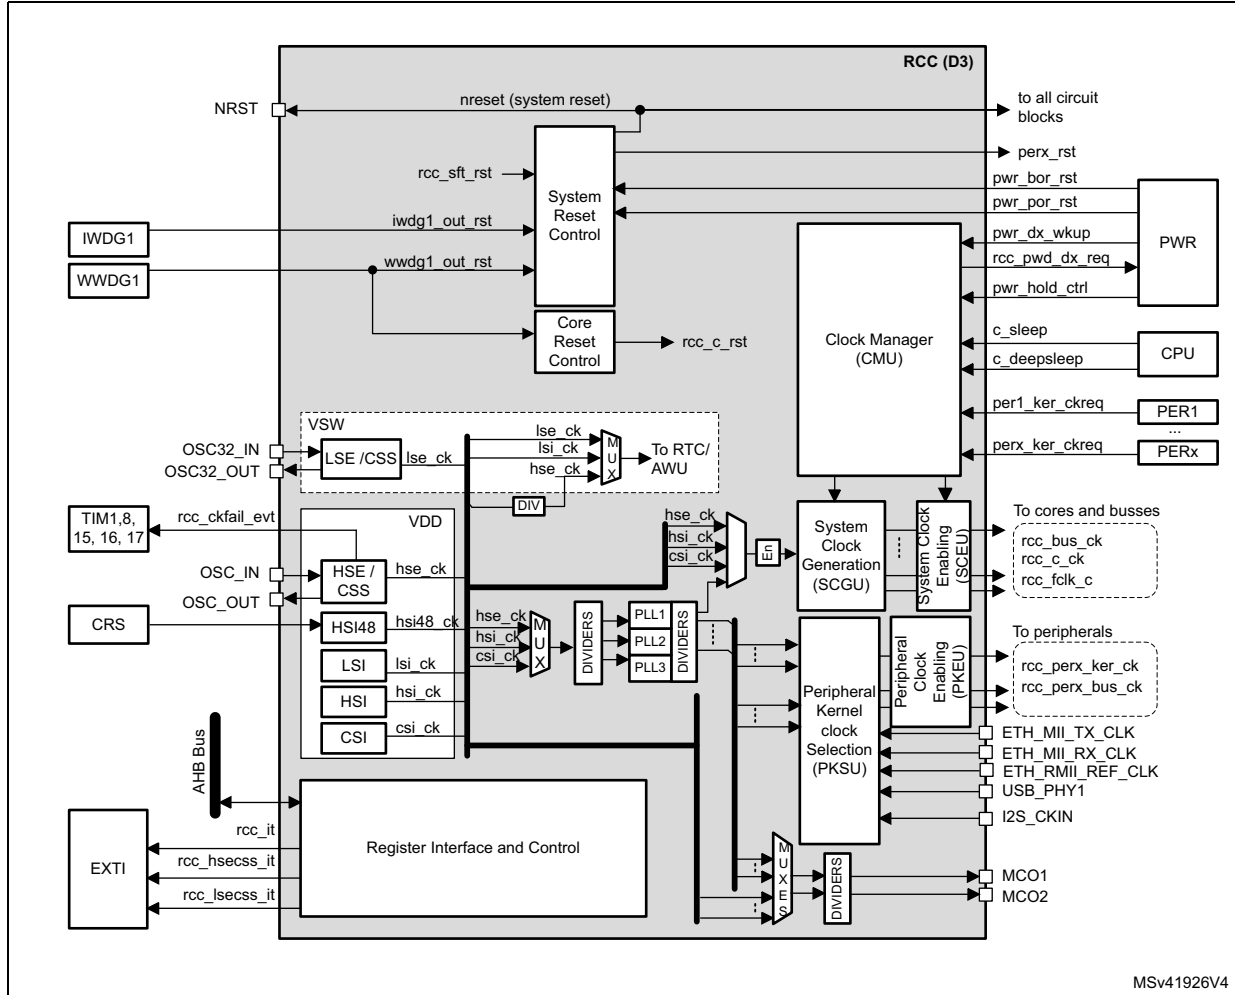 RCC (D3)
NRST
nreset (system reset)
to all circuit
blocks
perx_rst
rcc_sft_rst
System
Reset
Control
pwr_bor_rst
pwr_por_rst
IWDG1
iwdg1_out_rst
pwr_dx_wkup
PWR
WWDG1
wwdg1_out_rst
rcc_pwd_dx_req
pwr_hold_ctrl
Core
Reset
Control
rcc_c_rst
Clock Manager
(CMU)
c_sleep
c_deepsleep
CPU
per1_ker_ckreq
PER1
...
perx_ker_ckreq
PERx
VSW
OSC32_IN
OSC32_OUT
LSE /CSS
lse_ck
lse_ck
lsi_ck
hse_ck
MUX
To RTC/
AWU
DIV
TIM1,8,
15, 16, 17
rcc_ckfail_evt
VDD
hse_ck
hsi_ck
csi_ck
En
System
Clock
Generation
(SCGU)
System Clock
Enabling
(SCEU)
To cores and busses
rcc_bus_ck
rcc_c_ck
rcc_fclk_c
OSC_IN
OSC_OUT
HSE /
CSS
hse_ck
CRS
HSI48
hsi48_ck
hse_ck
hsi_ck
csi_ck
MUX
DIVIDERS
PLL1
PLL2
PLL3
DIVIDERS
LSI
lsi_ck
HSI
hsi_ck
CSI
csi_ck
Peripheral
Kernel
clock
Selection
(PKSU)
Peripheral
Clock
Enabling
(PKEU)
To peripherals
rcc_perx_ker_ck
rcc_perx_bus_ck
ETH_MII_TX_CLK
ETH_MII_RX_CLK
ETH_RMII_REF_CLK
USB_PHY1
I2S_CKIN
AHB Bus
EXTI
rcc_it
rcc_hsecss_it
rcc_lsecss_it
Register Interface and Control
MUXES
DIVIDERS
MCO1
MCO2
MSv41926V4